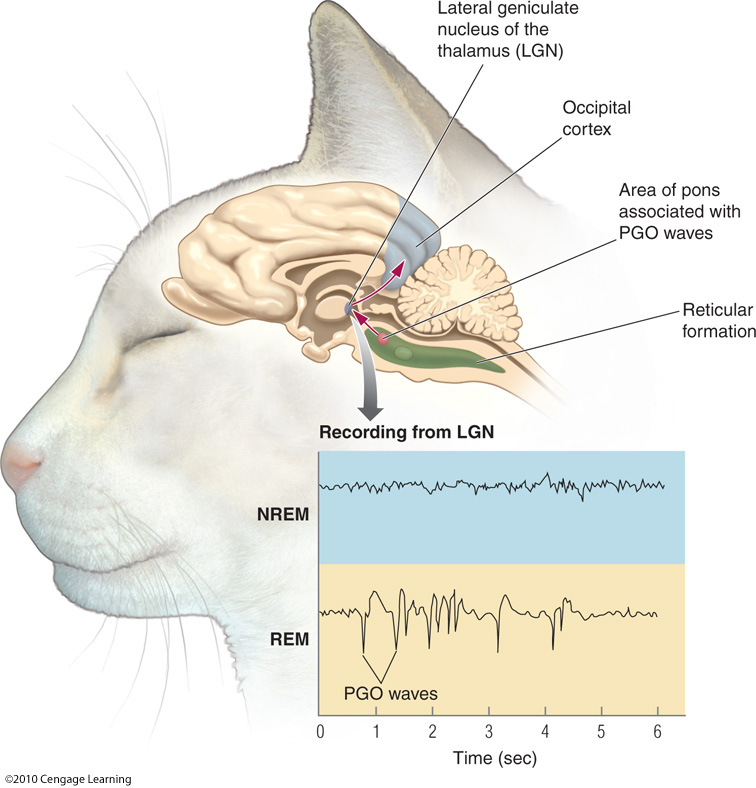 Lateral geniculate
nucleus of the
thalamus (LGN)
Occipital
cortex
Area of pons
associated with
PGO waves
Reticular
formation
Recording from LGN
NREM
REM
PGO waves
0 1 2 3 4 5 6
Time (sec)
©2010 Cengage Learning